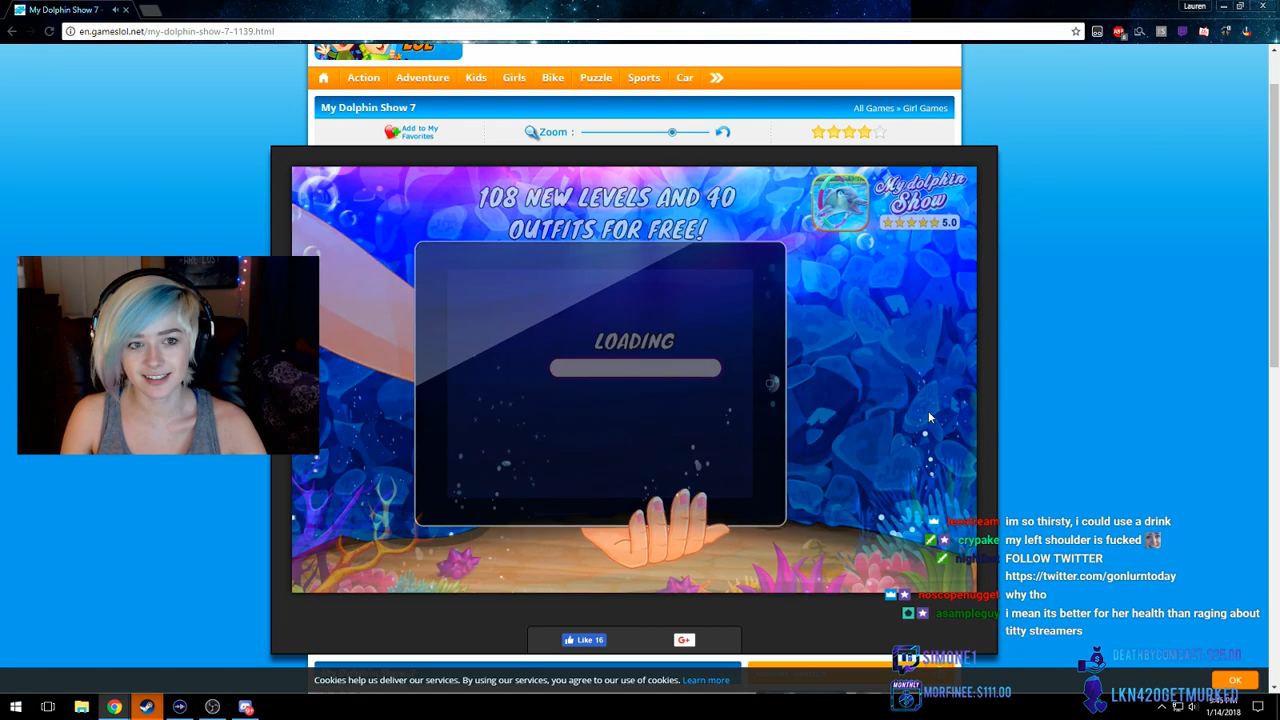 My Dolphin Show 7 -
Lauren
en.gameslol.net/my-dolphin-show-7-1139.html
Action Adventure Kids Girls Bike Puzzle Sports Car
My Dolphin Show 7
All Games » Girl Games
Add to My
Favorites
Zoom :
108 NEW LEVELS AND 40
OUTFITS FOR FREE!
My dolphin
Show
5.0
LOADING
im so thirsty, i could use a drink
crypake my left shoulder is fucked
FOLLOW TWITTER
https://twitter.com/gonlurntoday
noscopenugget why tho
asampleguy i mean its better for her health than raging about
titty streamers
Like 16
G+
SIMONE1
MONTHLY
MORFINEE:$111.00
LKN420GETMURKED
Cookies help us deliver our services. By using our services, you agree to our use of cookies. Learn more
OK
1/14/2018